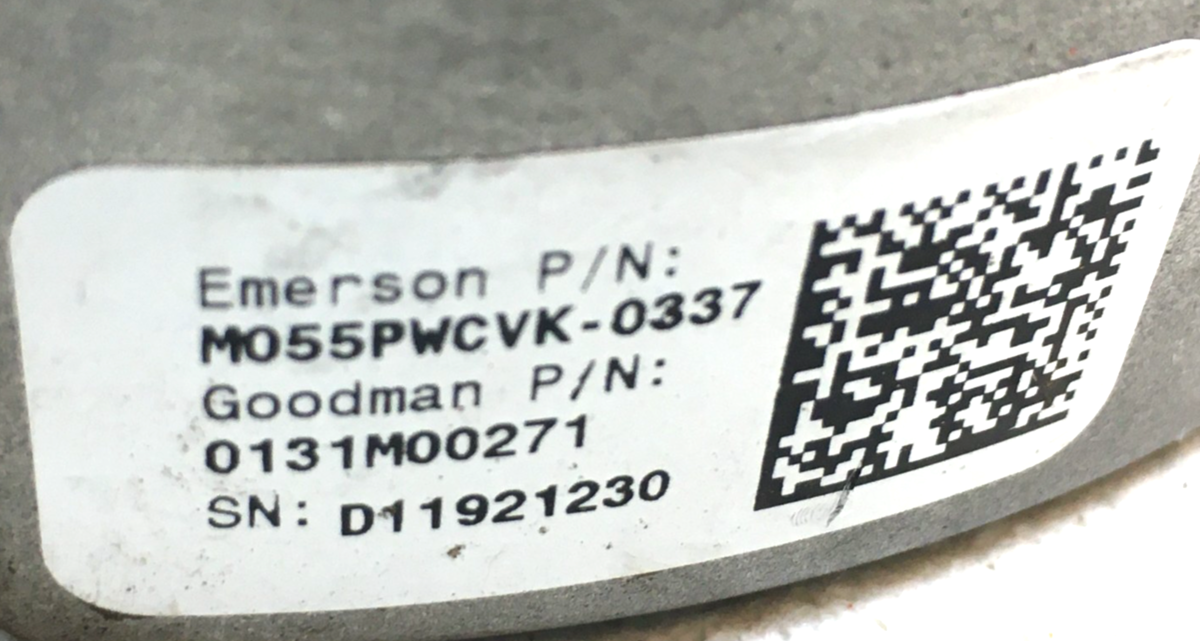 Emerson P/N:
M055PWCVK-0337
Goodman P/N:
0131M00271
SN: D11921230